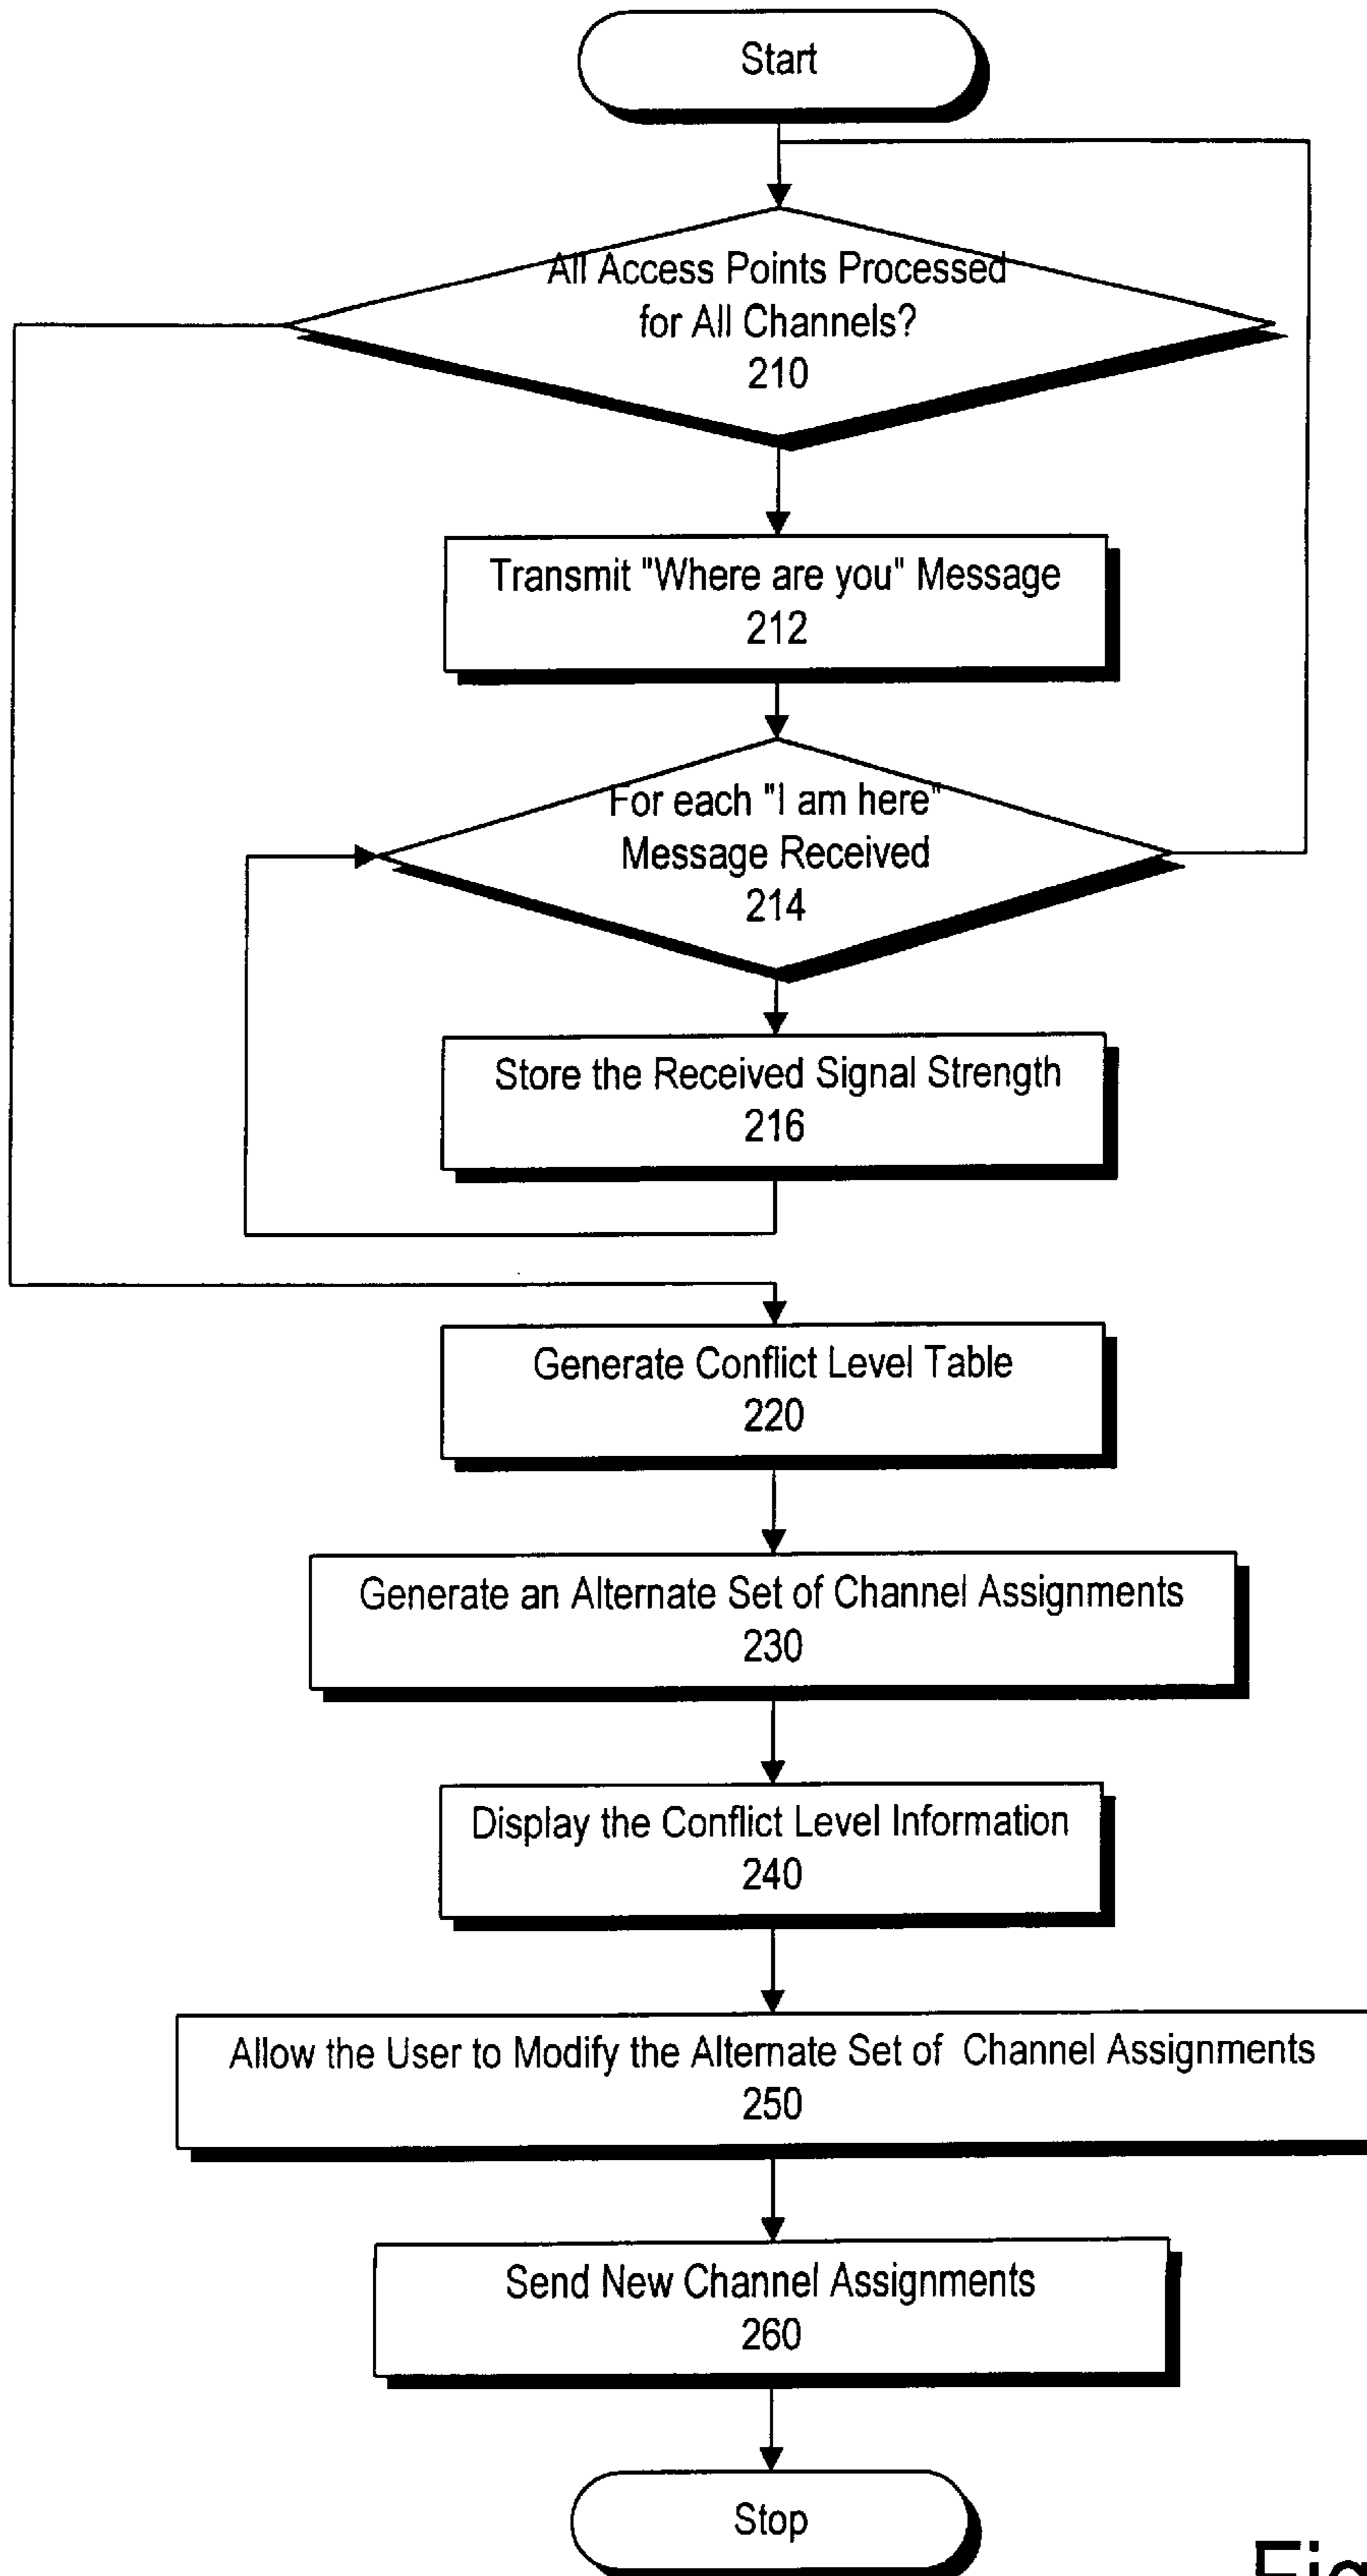 Start
All Access Points Processed
for All Channels?
210
Transmit "Where are you" Message
212
For each "I am here"
Message Received
214
Store the Received Signal Strength
216
Generate Conflict Level Table
220
Generate an Alternate Set of Channel Assignments
230
Display the Conflict Level Information
240
Allow the User to Modify the Alternate Set of Channel Assignments
250
Send New Channel Assignments
260
Stop
Fig